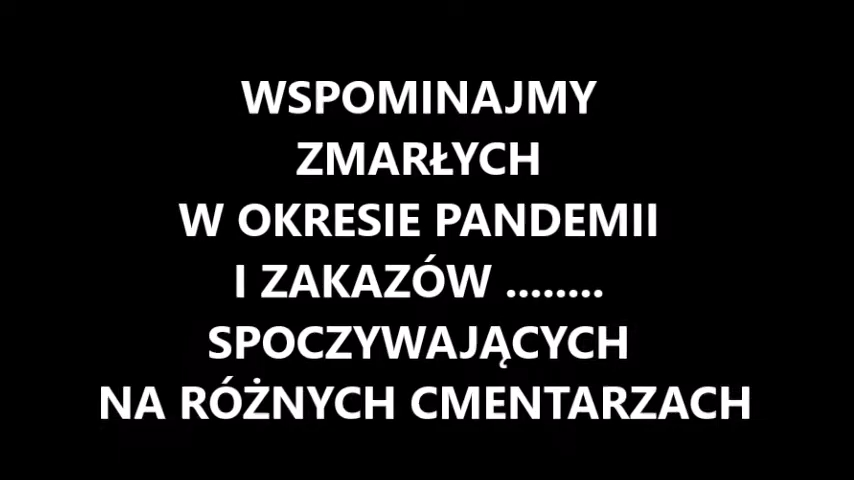 WSPOMINAJMY
ZMARŁYCH
W OKRESIE PANDEMII
I ZAKAZÓW ........
SPOCZYWAJĄCYCH
NA RÓŻNYCH CMENTARZACH